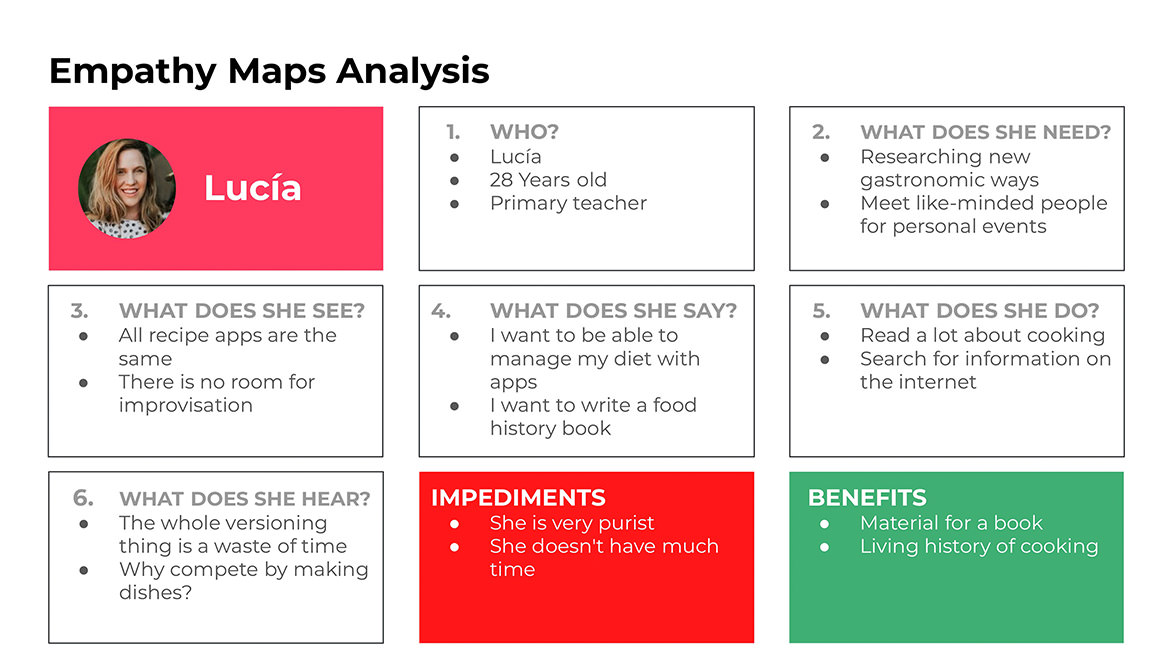 Empathy Maps Analysis
Lucía
1. WHO?
● Lucía
● 28 Years old
● Primary teacher
2. WHAT DOES SHE NEED?
● Researching new
gastronomic ways
● Meet like-minded people
for personal events
3. WHAT DOES SHE SEE?
● All recipe apps are the
same
● There is no room for
improvisation
4. WHAT DOES SHE SAY?
● I want to be able to
manage my diet with
apps
● I want to write a food
history book
5. WHAT DOES SHE DO?
● Read a lot about cooking
● Search for information on
the internet
6. WHAT DOES SHE HEAR?
● The whole versioning
thing is a waste of time
● Why compete by making
dishes?
IMPEDIMENTS
● She is very purist
● She doesn't have much
time
BENEFITS
● Material for a book
● Living history of cooking